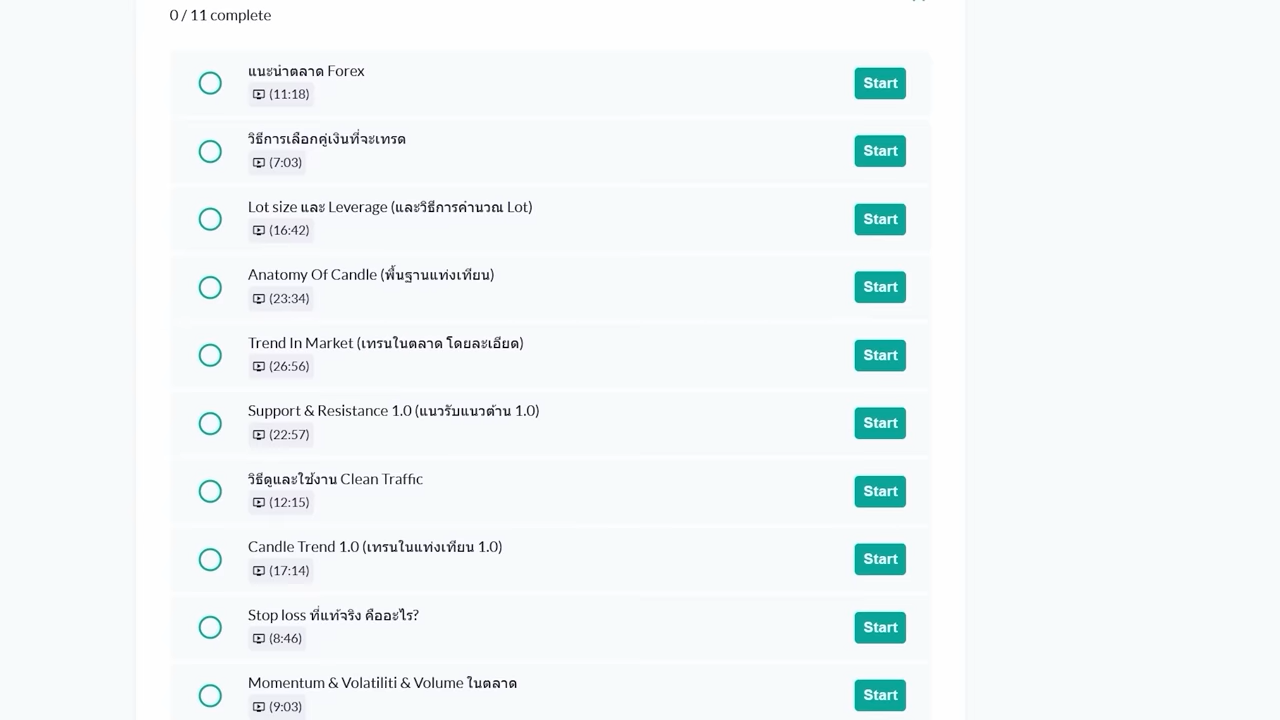 0 / 11 complete
แนะนำตลาด Forex
(11:18)
Start
วิธีการเลือกคู่เงินที่จะเทรด
(7:03)
Start
Lot size และ Leverage (และวิธีการคำนวณ Lot)
(16:42)
Start
Anatomy Of Candle (พื้นฐานแท่งเทียน)
(23:34)
Start
Trend In Market (เทรนในตลาด โดยละเอียด)
(26:56)
Start
Support & Resistance 1.0 (แนวรับแนวต้าน 1.0)
(22:57)
Start
วิธีดูและใช้งาน Clean Traffic
(12:15)
Start
Candle Trend 1.0 (เทรนในแท่งเทียน 1.0)
(17:14)
Start
Stop loss ที่แท้จริง คืออะไร?
(8:46)
Start
Momentum & Volatiliti & Volume ในตลาด
(9:03)
Start